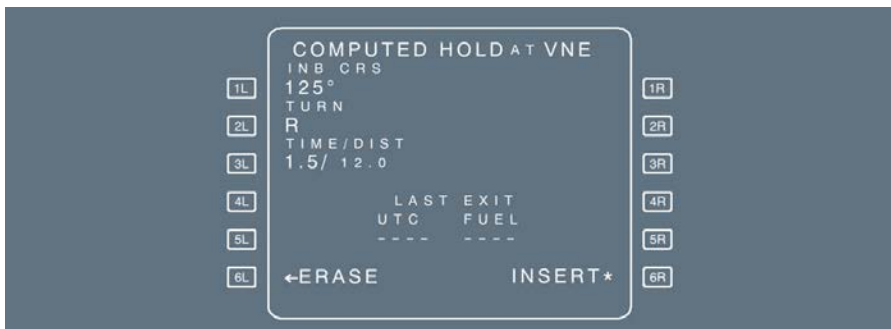 COMPUTED HOLD AT VNE
INB CRS
1L 125° 1R
TURN
2L R 2R
TIME/DIST
3L 1.5/ 12.0 3R
4L LAST EXIT 4R
UTC FUEL
5L ---- ---- 5R
6L ←ERASE INSERT* 6R